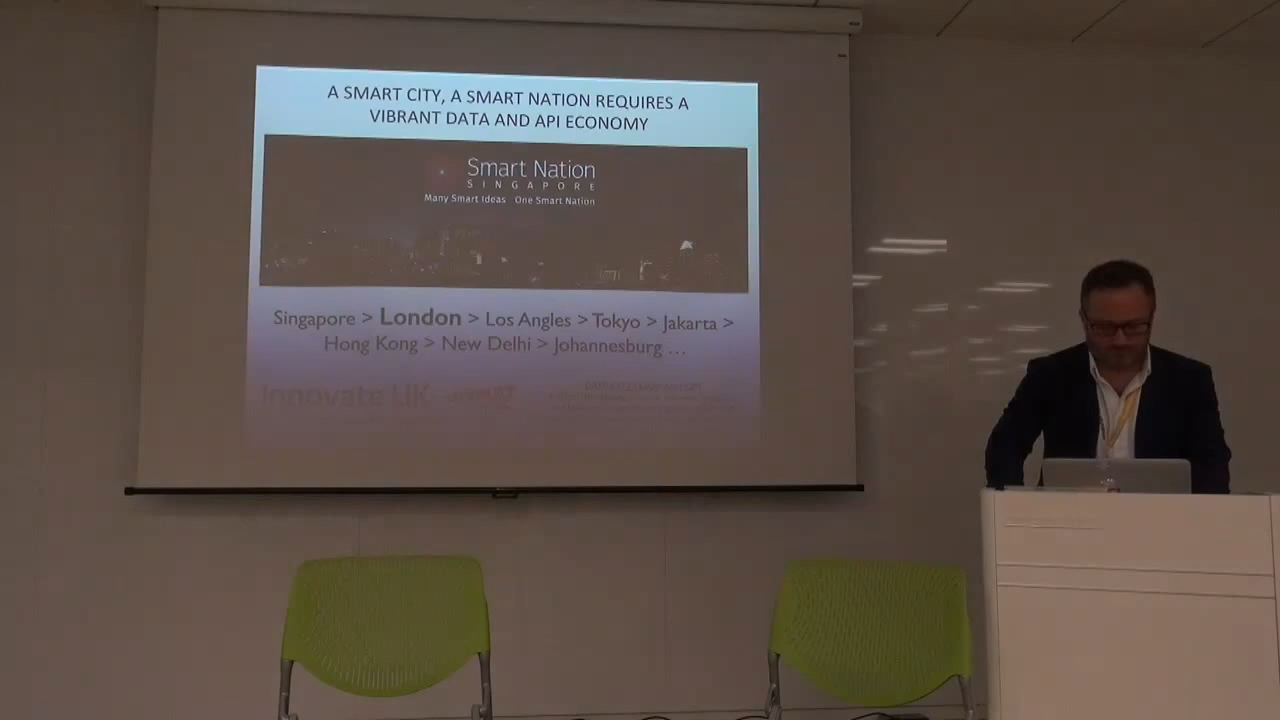 A SMART CITY, A SMART NATION REQUIRES A
VIBRANT DATA AND API ECONOMY
Smart Nation
SINGAPORE
Many Smart Ideas One Smart Nation
Singapore > London > Los Angles > Tokyo > Jakarta >
Hong Kong > New Delhi > Johannesburg ...
Innovate UK